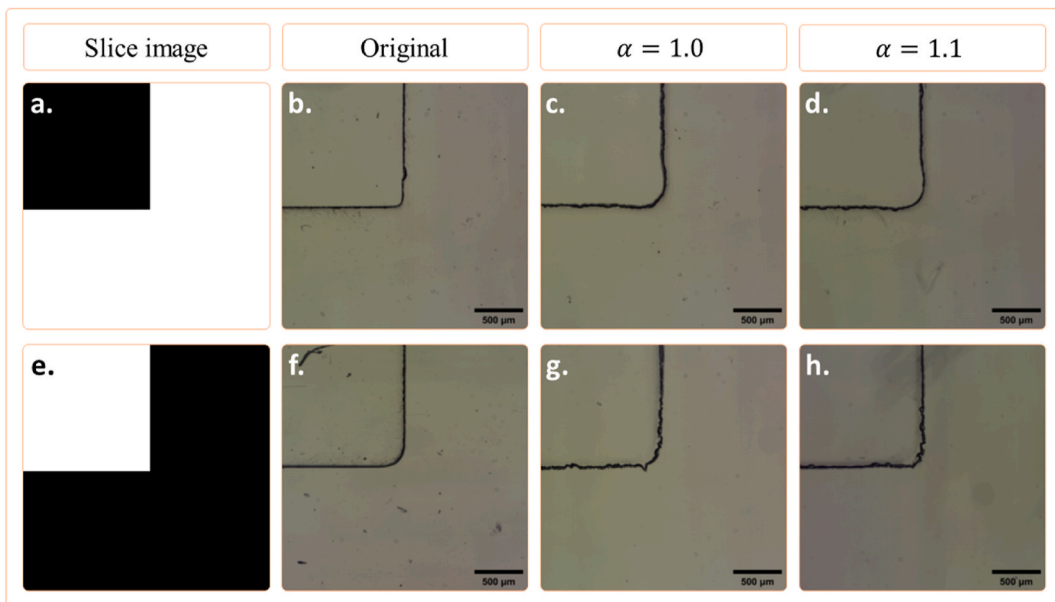 Slice image Original α = 1.0 α = 1.1
a. b. c. d.
500 μm 500 μm 500 μm
e. f. g. h.
500 μm 500 μm 500 μm